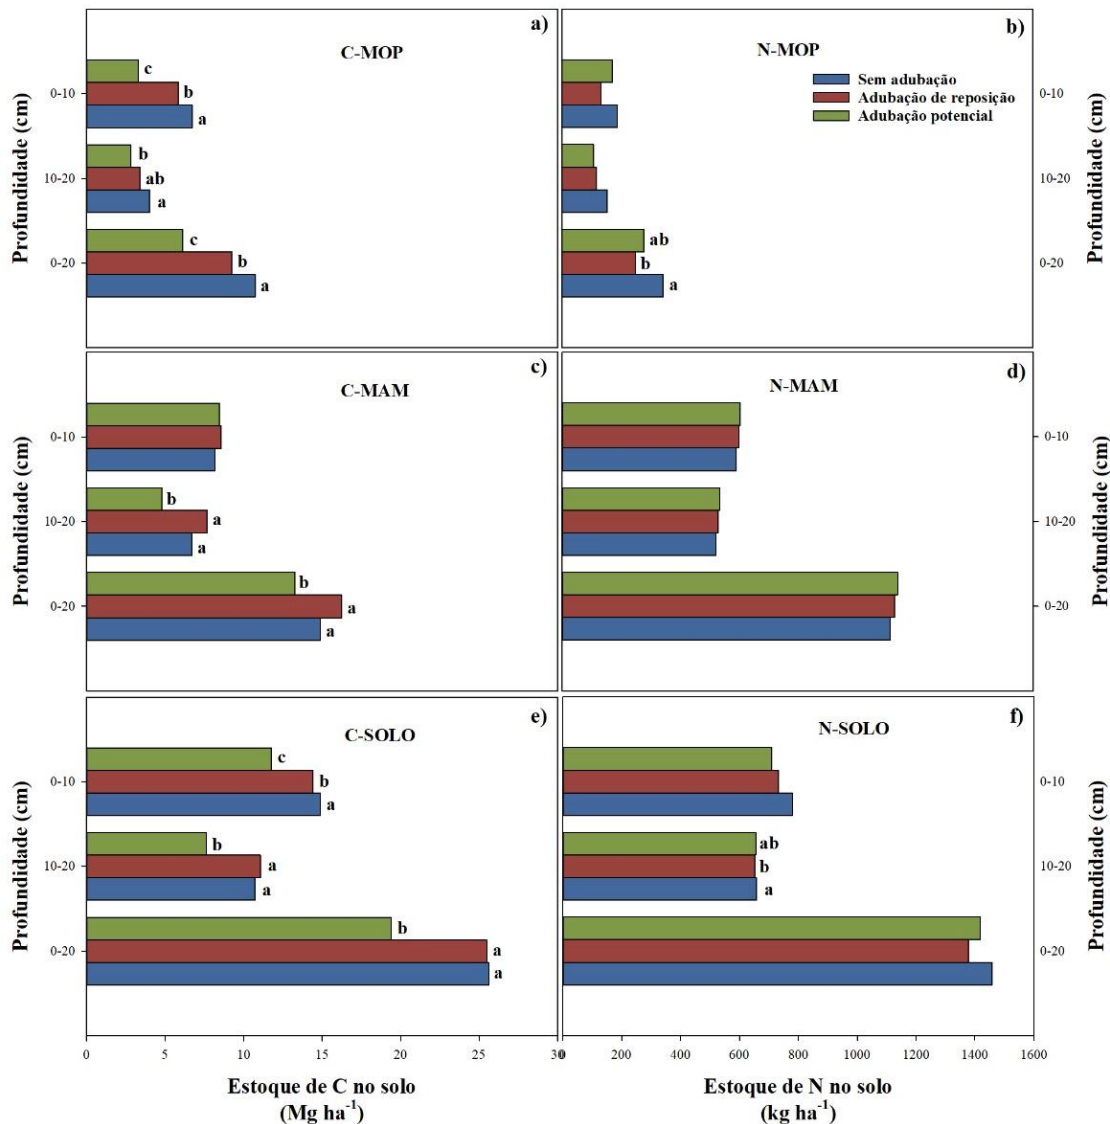 a)
C-MOP
Profundidade (cm)
0-10
c
b
a
10-20
b
ab
a
0-20
c
b
a
b)
N-MOP
Sem adubação
Adubação de reposição
Adubação potencial
0-10
10-20
0-20
ab
b
a
Profundidade (cm)
c)
C-MAM
Profundidade (cm)
0-10
10-20
b
a
a
0-20
b
a
a
d)
N-MAM
0-10
10-20
0-20
Profundidade (cm)
e)
C-SOLO
Profundidade (cm)
0-10
c
b
a
10-20
b
a
a
0-20
b
a
a
0 5 10 15 20 25 30
Estoque de C no solo
(Mg ha⁻¹)
f)
N-SOLO
0-10
10-20
ab
b
a
0-20
Profundidade (cm)
0 200 400 600 800 1000 1200 1400 1600
Estoque de N no solo
(kg ha⁻¹)